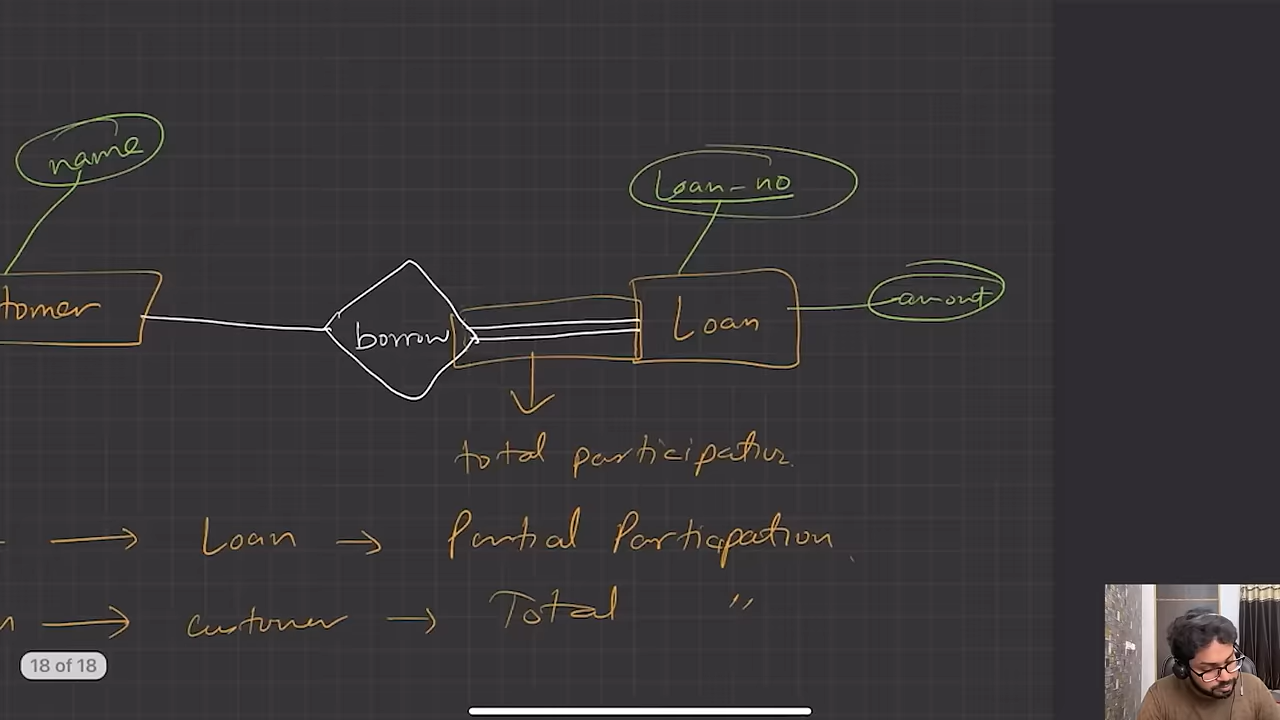 name
Loan-no
amount
tomer
borrow
Loan
total participation
→ Loan → Partial Participation
n → customer → Total "
18 of 18